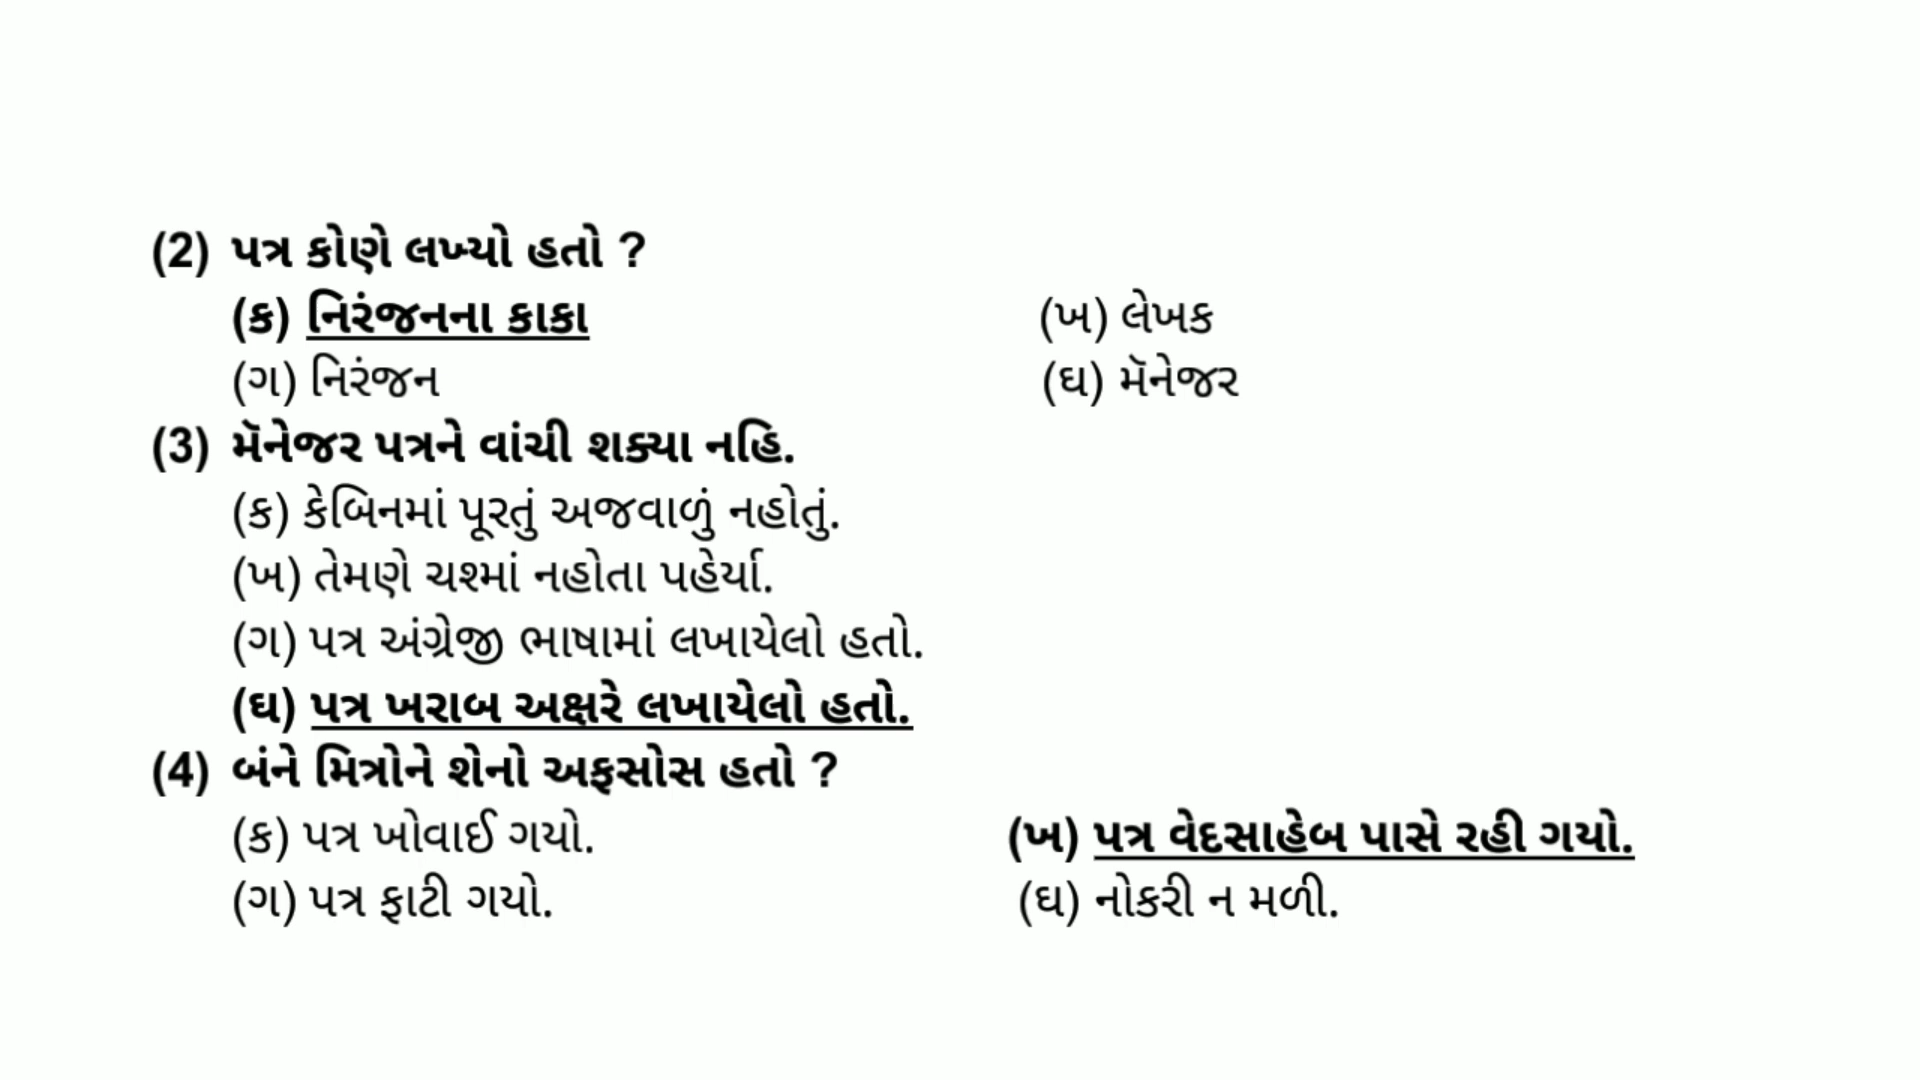 (2) પત્ર કોણે લખ્યો હતો ?
(ક) નિરંજનના કાકા (ખ) લેખક
(ગ) નિરંજન (ઘ) મૅનેજર
(3) મૅનેજર પત્રને વાંચી શક્યા નહિ.
(ક) કેબિનમાં પૂરતું અજવાળું નહોતું.
(ખ) તેમણે ચશ્માં નહોતા પહેર્યા.
(ગ) પત્ર અંગ્રેજી ભાષામાં લખાયેલો હતો.
(ઘ) પત્ર ખરાબ અક્ષરે લખાયેલો હતો.
(4) બંને મિત્રોને શેનો અફસોસ હતો ?
(ક) પત્ર ખોવાઈ ગયો. (ખ) પત્ર વેદસાહેબ પાસે રહી ગયો.
(ગ) પત્ર ફાટી ગયો. (ઘ) નોકરી ન મળી.